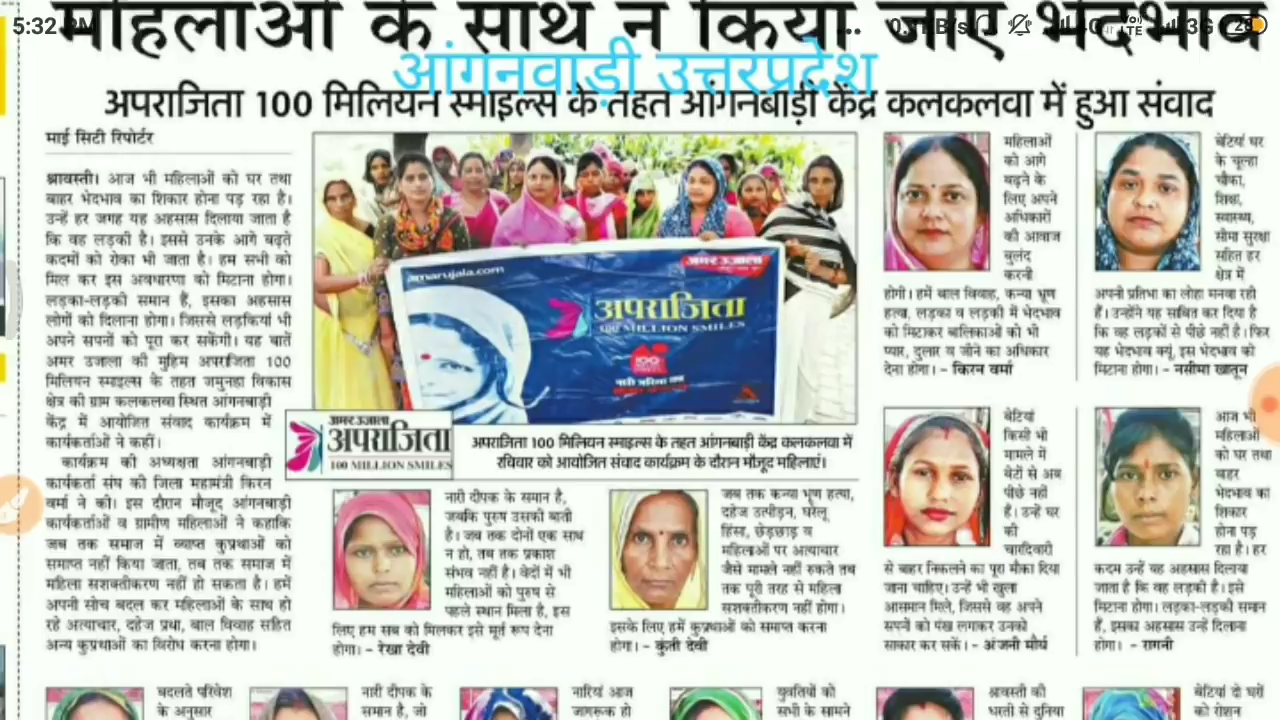 महिलाओं के साथ न किया जाए भेदभाव
5:32
आंगनवाड़ी उत्तरप्रदेश
अपराजिता 100 मिलियन स्माइल्स के तहत आंगनबाड़ी केंद्र कलकलवा में हुआ संवाद
माई सिटी रिपोर्टर
श्रावस्ती। आज भी महिलाओं को घर तथा
बाहर भेदभाव का शिकार होना पड़ रहा है।
उन्हें हर जगह यह अहसास दिलाया जाता है
कि वह लड़की है। इससे उनके आगे बढ़ते
कदमों को रोका भी जाता है। हम सभी को
मिल कर इस अवधारणा को मिटाना होगा।
लड़का-लड़की समान है, इसका अहसास
लोगों को दिलाना होगा। जिससे लड़कियां भी
अपने सपनों को पूरा कर सकेंगी। यह बातें
अमर उजाला की मुहिम अपराजिता 100
मिलियन स्माइल्स के तहत जमुनहा विकास
क्षेत्र की ग्राम कलकलवा स्थित आंगनबाड़ी
केंद्र में आयोजित संवाद कार्यक्रम में
कार्यकर्ताओं ने कहीं।
कार्यक्रम की अध्यक्षता आंगनबाड़ी
कार्यकर्ता संघ की जिला महामंत्री किरन
वर्मा ने की। इस दौरान मौजूद आंगनबाड़ी
कार्यकर्ताओं व ग्रामीण महिलाओं ने कहाकि
जब तक समाज में व्याप्त कुप्रथाओं को
समाप्त नहीं किया जाता, तब तक समाज में
महिला सशक्तीकरण नहीं हो सकता है। हमें
अपनी सोच बदल कर महिलाओं के साथ हो
रहे अत्याचार, दहेज प्रथा, बाल विवाह सहित
अन्य कुप्रथाओं का विरोध करना होगा।
amarujala.com
अमर उजाला
अपराजिता
100 MILLION SMILES
अमर उजाला
अपराजिता
100 MILLION SMILES
अपराजिता 100 मिलियन स्माइल्स के तहत आंगनबाड़ी केंद्र कलकलवा में
रविवार को आयोजित संवाद कार्यक्रम के दौरान मौजूद महिलाएं।
नारी दीपक के समान है,
जबकि पुरुष उसकी बाती
है। जब तक दोनों एक साथ
न हो, तब तक प्रकाश
संभव नहीं है। वेदों में भी
महिलाओं को पुरुष से
पहले स्थान मिला है, इस
लिए हम सब को मिलकर इसे मूर्त रूप देना
होगा। - रेखा देवी
जब तक कन्या भ्रूण हत्या,
दहेज उत्पीड़न, घरेलू
हिंसा, छेड़छाड़ व
महिलाओं पर अत्याचार
जैसे मामले नहीं रुकते तब
तक पूरी तरह से महिला
सशक्तीकरण नहीं होगा।
इसके लिए हमें कुप्रथाओं को समाप्त करना
होगा। - कुंती देवी
महिलाओं
को आगे
बढ़ने के
लिए अपने
अधिकारों
की आवाज
बुलंद
करनी
होगी। हमें बाल विवाह, कन्या भ्रूण
हत्या, लड़का व लड़की में भेदभाव
को मिटाकर बालिकाओं को भी
प्यार, दुलार व जीने का अधिकार
देना होगा। - किरन वर्मा
बेटियां घर
के चूल्हा
चौका,
शिक्षा,
स्वास्थ्य,
सीमा सुरक्षा
सहित हर
क्षेत्र में
अपनी प्रतिभा का लोहा मनवा रही
हैं। उन्होंने यह साबित कर दिया है
कि वह लड़कों से पीछे नहीं है। फिर
यह भेदभाव क्यूं, इस भेदभाव को
मिटाना होगा। - नसीमा खातून
बेटियां
किसी भी
मामले में
बेटों से अब
पीछे नहीं
हैं। उन्हें घर
की
चारदिवारी
से बाहर निकलने का पूरा मौका दिया
जाना चाहिए। उन्हें भी खुला
आसमान मिले, जिससे वह अपने
सपनों को पंख लगाकर उनको
साकार कर सकें। - अंजनी मौर्य
आज भी
महिलाओं
को घर तथा
बाहर
भेदभाव का
शिकार
होना पड़
रहा है। हर
कदम उन्हें यह अहसास दिलाया
जाता है कि वह लड़की है। इसे
मिटाना होगा। लड़का-लड़की समान
हैं, इसका अहसास उन्हें दिलाना
होगा। - रागनी
बदलते परिवेश
के अनुसार
नारी दीपक के
समान है, जो
नारियां आज
जागरूक हो
युवतियों को
सभी के सामने
श्रावस्ती की
धरती से दुनिया
बेटियां दो घरों
को रोशन